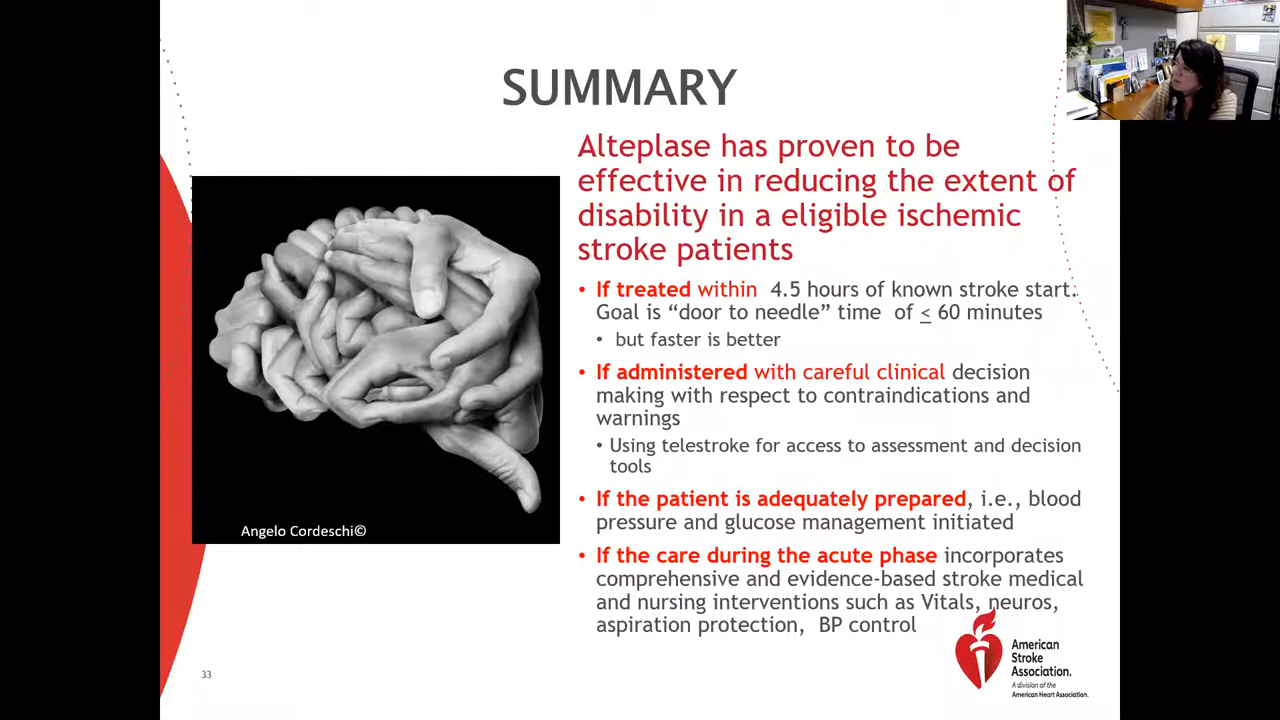 SUMMARY
Alteplase has proven to be
effective in reducing the extent of
disability in a eligible ischemic
stroke patients
• If treated within 4.5 hours of known stroke start.
Goal is “door to needle” time of < 60 minutes
• but faster is better
• If administered with careful clinical decision
making with respect to contraindications and
warnings
• Using telestroke for access to assessment and decision
tools
• If the patient is adequately prepared, i.e., blood
pressure and glucose management initiated
• If the care during the acute phase incorporates
comprehensive and evidence-based stroke medical
and nursing interventions such as Vitals, neuros,
aspiration protection, BP control
Angelo Cordeschi©
33
American
Stroke
Association.
A division of the
American Heart Association.